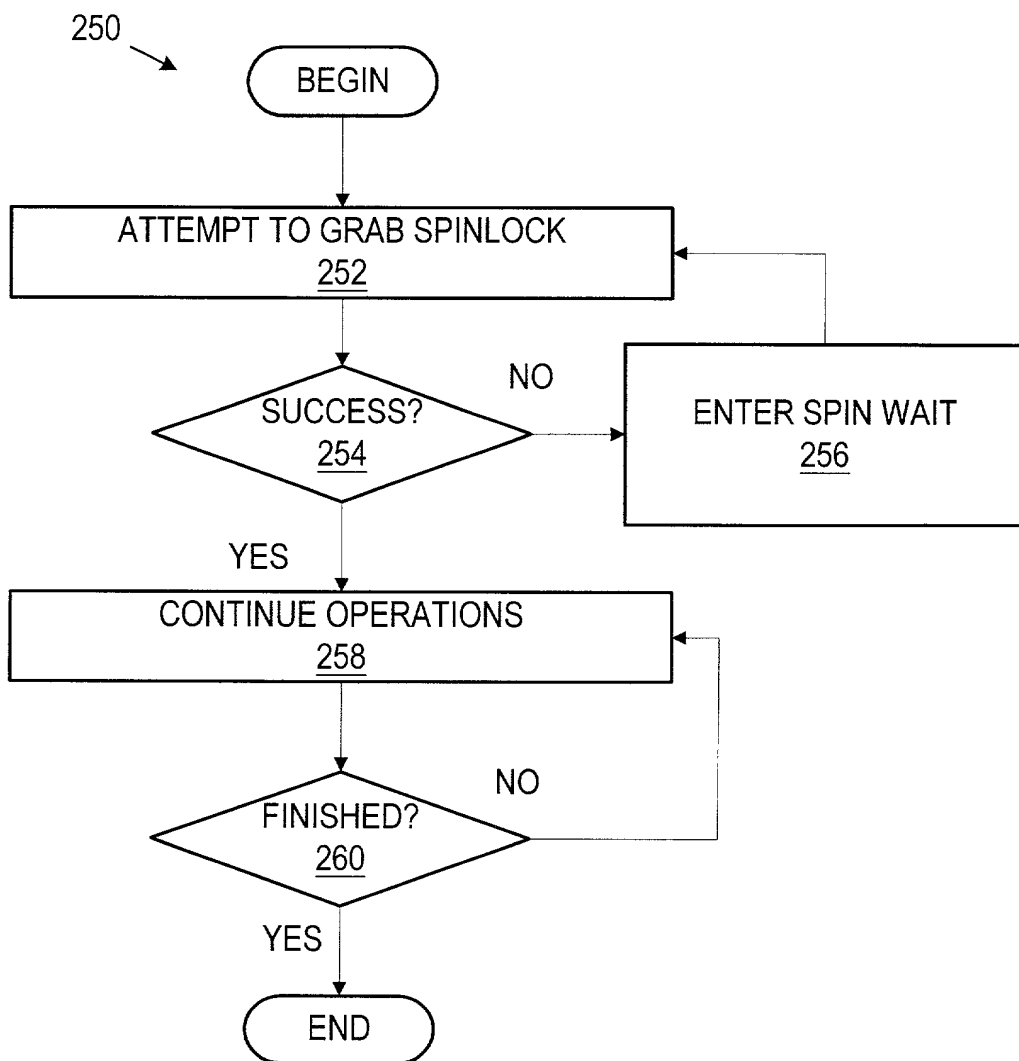 250
BEGIN
ATTEMPT TO GRAB SPINLOCK
252
NO
SUCCESS?
254
ENTER SPIN WAIT
256
YES
CONTINUE OPERATIONS
258
NO
FINISHED?
260
YES
END